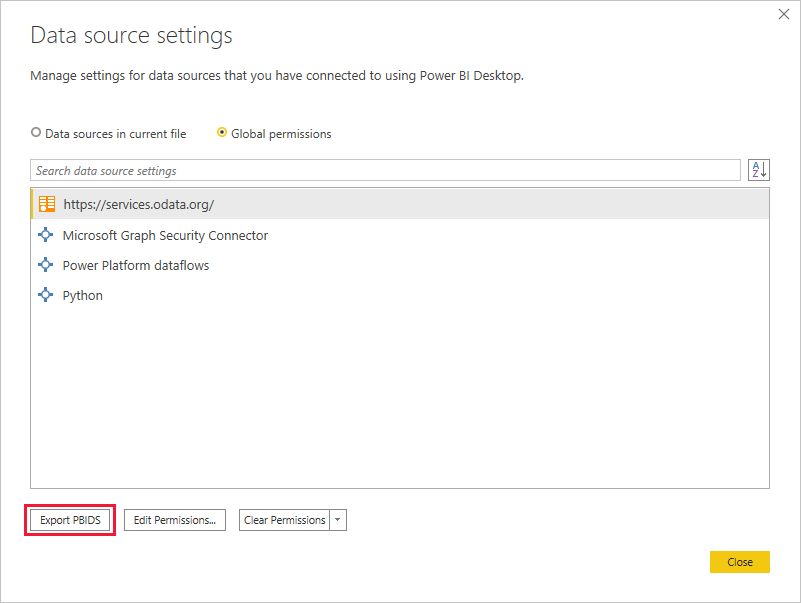 Data source settings
Manage settings for data sources that you have connected to using Power BI Desktop.
Data sources in current file Global permissions
Search data source settings
A
Z
https://services.odata.org/
Microsoft Graph Security Connector
Power Platform dataflows
Python
Export PBIDS Edit Permissions... Clear Permissions
Close